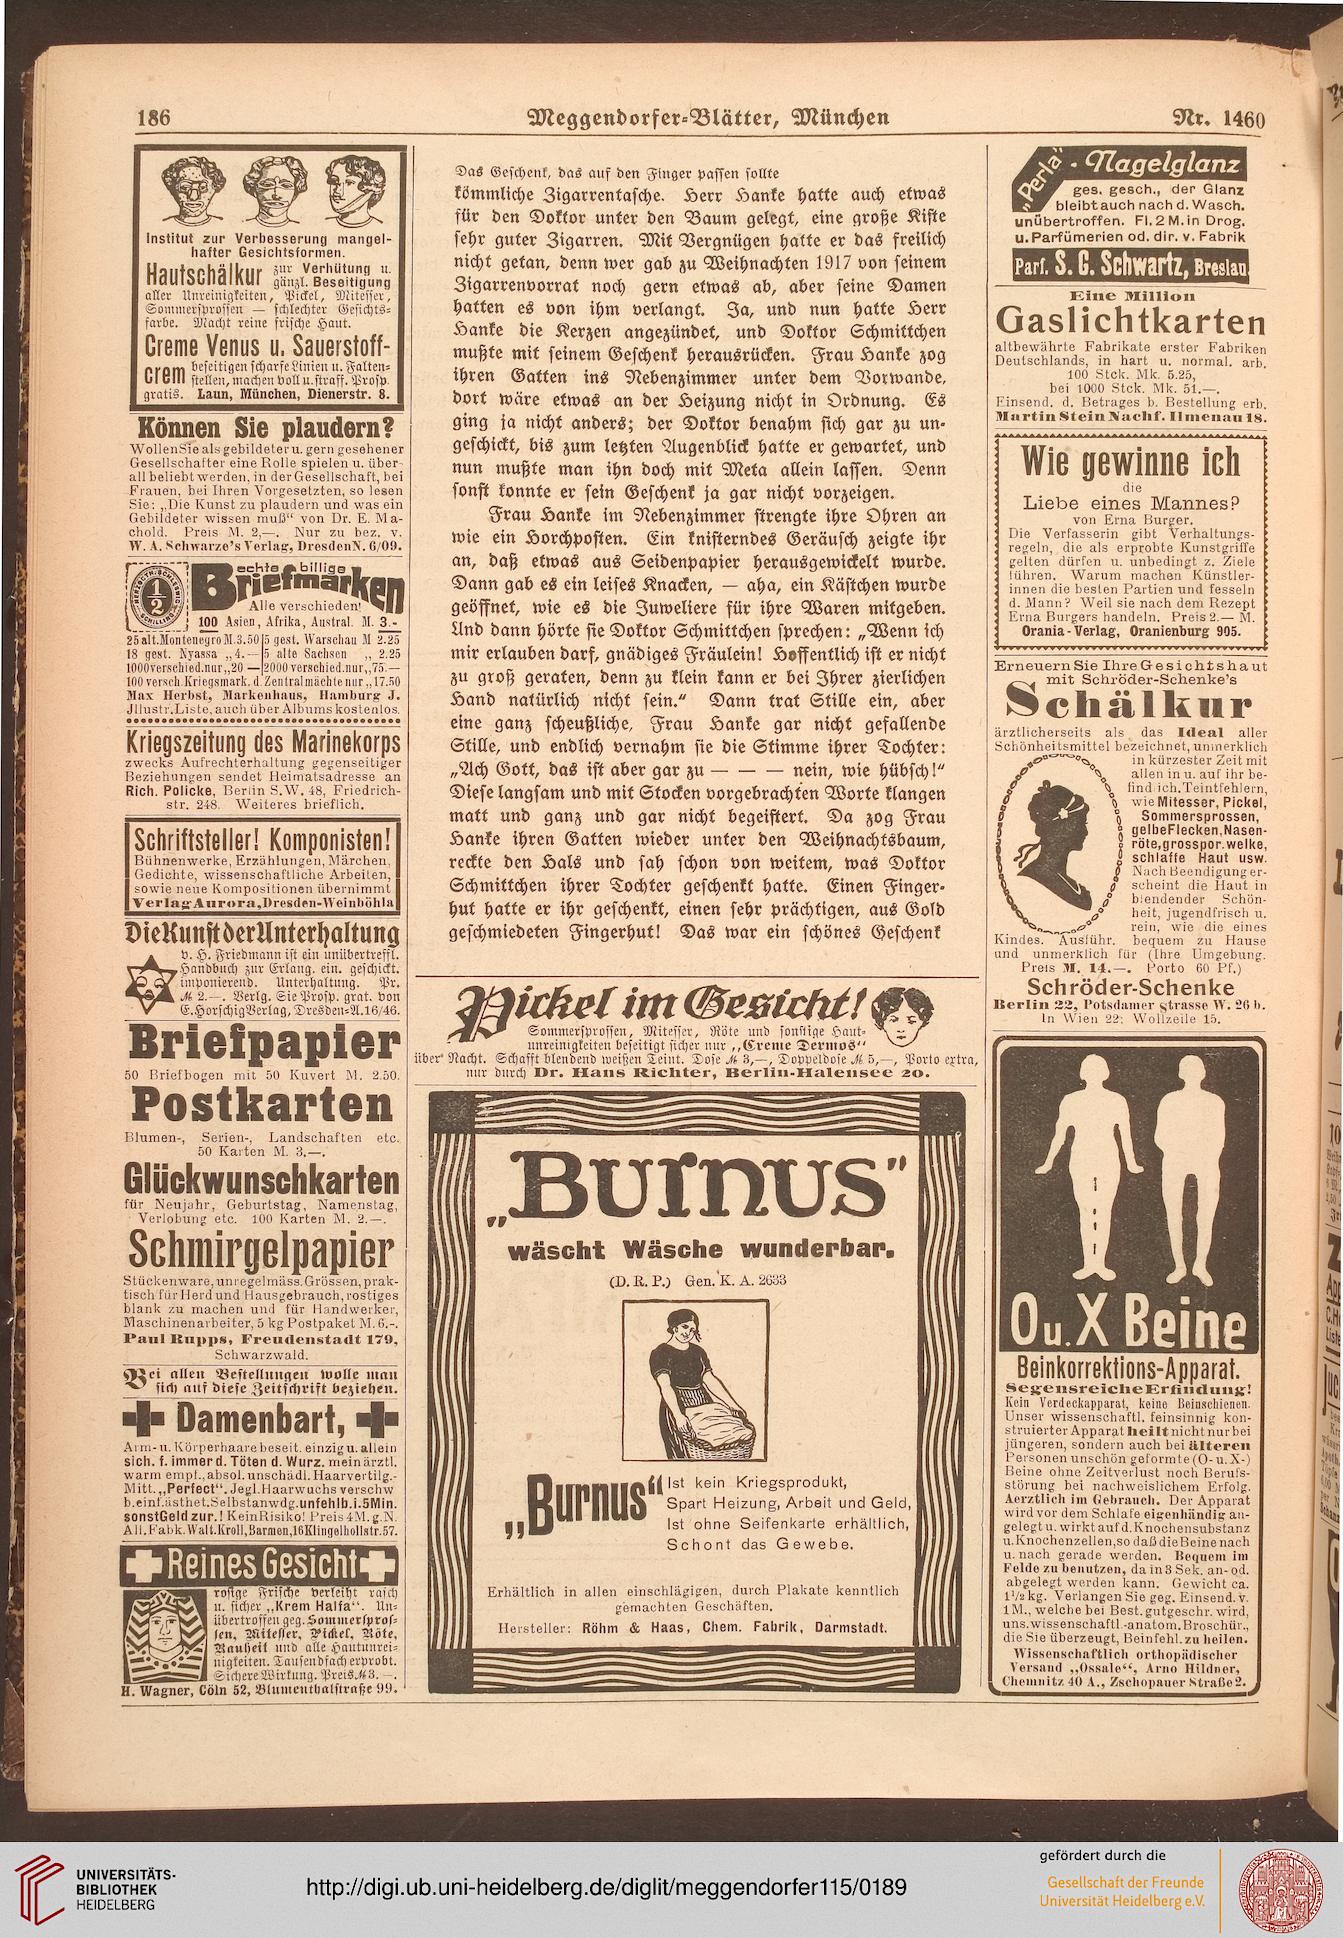 186
Meggendorfer-Blätter, München
Nr. 1460
Institut zur Verbesserung mangel-
hafter Gesichtsformen.
Hautschälkur zur Verhütung u.
gänzl. Beseitigung
aller Unreinigkeiten, Pickel, Mitesser,
Sommersprossen — schlechter Gesichts-
farbe. Macht reine frische Haut.
Creme Venus u. Sauerstoff-
crem beseitigen scharfe Linien u. Falten-
stellen, machen voll u. straff. Prosp.
gratis. Laun, München, Dienerstr. 8.
Können Sie plaudern?
Wollen Sie als gebildeter u. gern gesehener
Gesellschafter eine Rolle spielen u. über-
all beliebt werden, in der Gesellschaft, bei
Frauen, bei Ihren Vorgesetzten, so lesen
Sie: „Die Kunst zu plaudern und was ein
Gebildeter wissen muß“ von Dr. E. Ma-
chold. Preis M. 2,—. Nur zu bez. v.
W. A. Schwarze's Verlag, Dresden N. 6/09.
echte billige
Briefmarken
Alle verschieden!
100 Asien, Afrika, Austral. M. 3.-
25 alt. Montenegro M. 3.50 5 gest. Warschau M 2.25
18 gest. Nyassa „ 4.— 5 alte Sachsen „ 2.25
1000 verschied. nur „ 20 — 2000 verschied. nur „ 75.—
100 versch. Kriegsmark. d. Zentralmächte nur „ 17.50
Max Herbst, Markenhaus, Hamburg J.
Jllustr. Liste, auch über Albums kostenlos.
Kriegszeitung des Marinekorps
zwecks Aufrechterhaltung gegenseitiger
Beziehungen sendet Heimatsadresse an
Rich. Policke, Berlin S.W. 48, Friedrich-
str. 248. Weiteres brieflich.
Schriftsteller! Komponisten!
Bühnenwerke, Erzählungen, Märchen,
Gedichte, wissenschaftliche Arbeiten,
sowie neue Kompositionen übernimmt
Verlag Aurora, Dresden-Weinböhla
Die Kunst der Unterhaltung
v. H. Friedmann ist ein unübertreffl.
Handbuch zur Erlang. ein. geschickt.
imponierend. Unterhaltung. Pr.
M 2.—. Verlg. Sie Prosp. grat. von
E. Horschig Verlag, Dresden-A. 16/46.
Briefpapier
50 Briefbogen mit 50 Kuvert M. 2.50.
Postkarten
Blumen-, Serien-, Landschaften etc.
50 Karten M. 3.—.
Glückwunschkarten
für Neujahr, Geburtstag, Namenstag,
Verlobung etc. 100 Karten M. 2.—.
Schmirgelpapier
Stückenware, unregelmäss. Grössen, prak-
tisch für Herd und Hausgebrauch, rostiges
blank zu machen und für Handwerker,
Maschinenarbeiter, 5 kg Postpaket M. 6.-.
Paul Rupps, Freudenstadt 179,
Schwarzwald.
Bei allen Bestellungen wolle man
sich auf diese Zeitschrift beziehen.
Damenbart,
Arm- u. Körperhaare beseit. einzig u. allein
sich. f. immer d. Töten d. Wurz. mein ärztl.
warm empf., absol. unschädl. Haarvertilg.-
Mitt. „Perfect“. Jegl. Haarwuchs verschw
b. einf. ästhet. Selbstanwdg. unfehlb. i. 5 Min.
sonst Geld zur.! Kein Risiko! Preis 4 M. g. N.
All. Fabk. Walt. Kroll, Barmen, 16 Klingelhollstr. 57.
Reines Gesicht
rosige Frische verleiht rasch
u. sicher „Krem Halfa“. Un-
übertroffen geg. Sommerspros-
sen, Mitesser, Pickel, Röte,
Rauheit und alle Hautunrei-
nigkeiten. Tausendfach erprobt.
Sichere Wirkung. Preis M 3. —.
H. Wagner, Cöln 52, Blumenthalstraße 99.
Das Geschenk, das auf den Finger passen sollte
kömmliche Zigarrentasche. Herr Hanke hatte auch etwas
für den Doktor unter den Baum gelegt, eine große Kiste
sehr guter Zigarren. Mit Vergnügen hatte er das freilich
nicht getan, denn wer gab zu Weihnachten 1917 von seinem
Zigarrenvorrat noch gern etwas ab, aber seine Damen
hatten es von ihm verlangt. Ja, und nun hatte Herr
Hanke die Kerzen angezündet, und Doktor Schmittchen
mußte mit seinem Geschenk herausrücken. Frau Hanke zog
ihren Gatten ins Nebenzimmer unter dem Vorwande,
dort wäre etwas an der Heizung nicht in Ordnung. Es
ging ja nicht anders; der Doktor benahm sich gar zu un-
geschickt, bis zum letzten Augenblick hatte er gewartet, und
nun mußte man ihn doch mit Meta allein lassen. Denn
sonst konnte er sein Geschenk ja gar nicht vorzeigen.
Frau Hanke im Nebenzimmer strengte ihre Ohren an
wie ein Horchposten. Ein knisterndes Geräusch zeigte ihr
an, daß etwas aus Seidenpapier herausgewickelt wurde.
Dann gab es ein leises Knacken, — aha, ein Kästchen wurde
geöffnet, wie es die Juweliere für ihre Waren mitgeben.
Und dann hörte sie Doktor Schmittchen sprechen: „Wenn ich
mir erlauben darf, gnädiges Fräulein! Hoffentlich ist er nicht
zu groß geraten, denn zu klein kann er bei Ihrer zierlichen
Hand natürlich nicht sein.“ Dann trat Stille ein, aber
eine ganz scheußliche, Frau Hanke gar nicht gefallende
Stille, und endlich vernahm sie die Stimme ihrer Tochter:
„Ach Gott, das ist aber gar zu — — — nein, wie hübsch!“
Diese langsam und mit Stocken vorgebrachten Worte klangen
matt und ganz und gar nicht begeistert. Da zog Frau
Hanke ihren Gatten wieder unter den Weihnachtsbaum,
reckte den Hals und sah schon von weitem, was Doktor
Schmittchen ihrer Tochter geschenkt hatte. Einen Finger-
hut hatte er ihr geschenkt, einen sehr prächtigen, aus Gold
geschmiedeten Fingerhut! Das war ein schönes Geschenk
Pickel im Gesicht!
Sommersprossen, Mitesser, Röte und sonstige Haut-
unreinigkeiten beseitigt sicher nur „Creme Dermos“
über Nacht. Schafft blendend weißen Teint. Dose M 3,—, Doppeldose M 5,—, Porto extra,
nur durch Dr. Hans Richter, Berlin-Halensee 20.
„Burnus“
wäscht Wäsche wunderbar.
(D. R. P.) Gen. K. A. 2633
„Burnus“ Ist kein Kriegsprodukt,
Spart Heizung, Arbeit und Geld,
Ist ohne Seifenkarte erhältlich,
Schont das Gewebe.
Erhältlich in allen einschlägigen, durch Plakate kenntlich
gemachten Geschäften.
Hersteller: Röhm & Haas, Chem. Fabrik, Darmstadt.
„Perla“ - Nagelglanz
ges. gesch., der Glanz
bleibt auch nach d. Wasch.
unübertroffen. Fl. 2 M. in Drog.
u. Parfümerien od. dir. v. Fabrik
Parf. S. G. Schwartz, Breslau
Eine Million
Gaslichtkarten
altbewährte Fabrikate erster Fabriken
Deutschlands, in hart u. normal. arb.
100 Stck. Mk. 5.25,
bei 1000 Stck. Mk. 51.—.
Einsend. d. Betrages b. Bestellung erb.
Martin Stein Nachf. Ilmenau 18.
Wie gewinne ich
die
Liebe eines Mannes?
von Erna Burger.
Die Verfasserin gibt Verhaltungs-
regeln, die als erprobte Kunstgriffe
gelten dürfen u. unbedingt z. Ziele
führen. Warum machen Künstler-
innen die besten Partien und fesseln
d. Mann? Weil sie nach dem Rezept
Erna Burgers handeln. Preis 2.— M.
Orania-Verlag, Oranienburg 905.
Erneuern Sie Ihre Gesichtshaut
mit Schröder-Schenke's
Schälkur
ärztlicherseits als das Ideal aller
Schönheitsmittel bezeichnet, unmerklich
in kürzester Zeit mit
allen in u. auf ihr be-
findlich. Teintfehlern,
wie Mitesser, Pickel,
Sommersprossen,
gelbe Flecken, Nasen-
röte, grosspor. welke,
schlaffe Haut usw.
Nach Beendigung er-
scheint die Haut in
blendender Schön-
heit, jugendfrisch u.
rein, wie die eines
Kindes. Ausführ. bequem zu Hause
und unmerklich für (Ihre Umgebung.
Preis M. 14.—. Porto 60 Pf.)
Schröder-Schenke
Berlin 22, Potsdamer Strasse W. 26 b.
In Wien 22: Wollzeile 15.
O u. X Beine
Beinkorrektions-Apparat.
Segensreiche Erfindung!
Kein Verdeckapparat, keine Beinschienen.
Unser wissenschaftl. feinsinnig kon-
struierter Apparat heilt nicht nur bei
jüngeren, sondern auch bei älteren
Personen unschön geformte (O- u. X-)
Beine ohne Zeitverlust noch Berufs-
störung bei nachweislichem Erfolg.
Aerztlich im Gebrauch. Der Apparat
wird vor dem Schlafe eigenhändig an-
gelegt u. wirkt auf d. Knochensubstanz
u. Knochenzellen, so daß die Beine nach
u. nach gerade werden. Bequem im
Felde zu benutzen, da in 3 Sek. an- od.
abgelegt werden kann. Gewicht ca.
1½ kg. Verlangen Sie geg. Einsend. v.
1 M., welche bei Best. gutgeschr. wird,
uns. wissenschaftl.-anatom. Broschür.,
die Sie überzeugt, Beinfehl. zu heilen.
Wissenschaftlich orthopädischer
Versand „Ossale“, Arno Hildner,
Chemnitz 40 A., Zschopauer Straße 2.
UNIVERSITÄTS-
BIBLIOTHEK
HEIDELBERG
http://digi.ub.uni-heidelberg.de/diglit/meggendorfer115/0189
gefördert durch die
Gesellschaft der Freunde
Universität Heidelberg e.V.